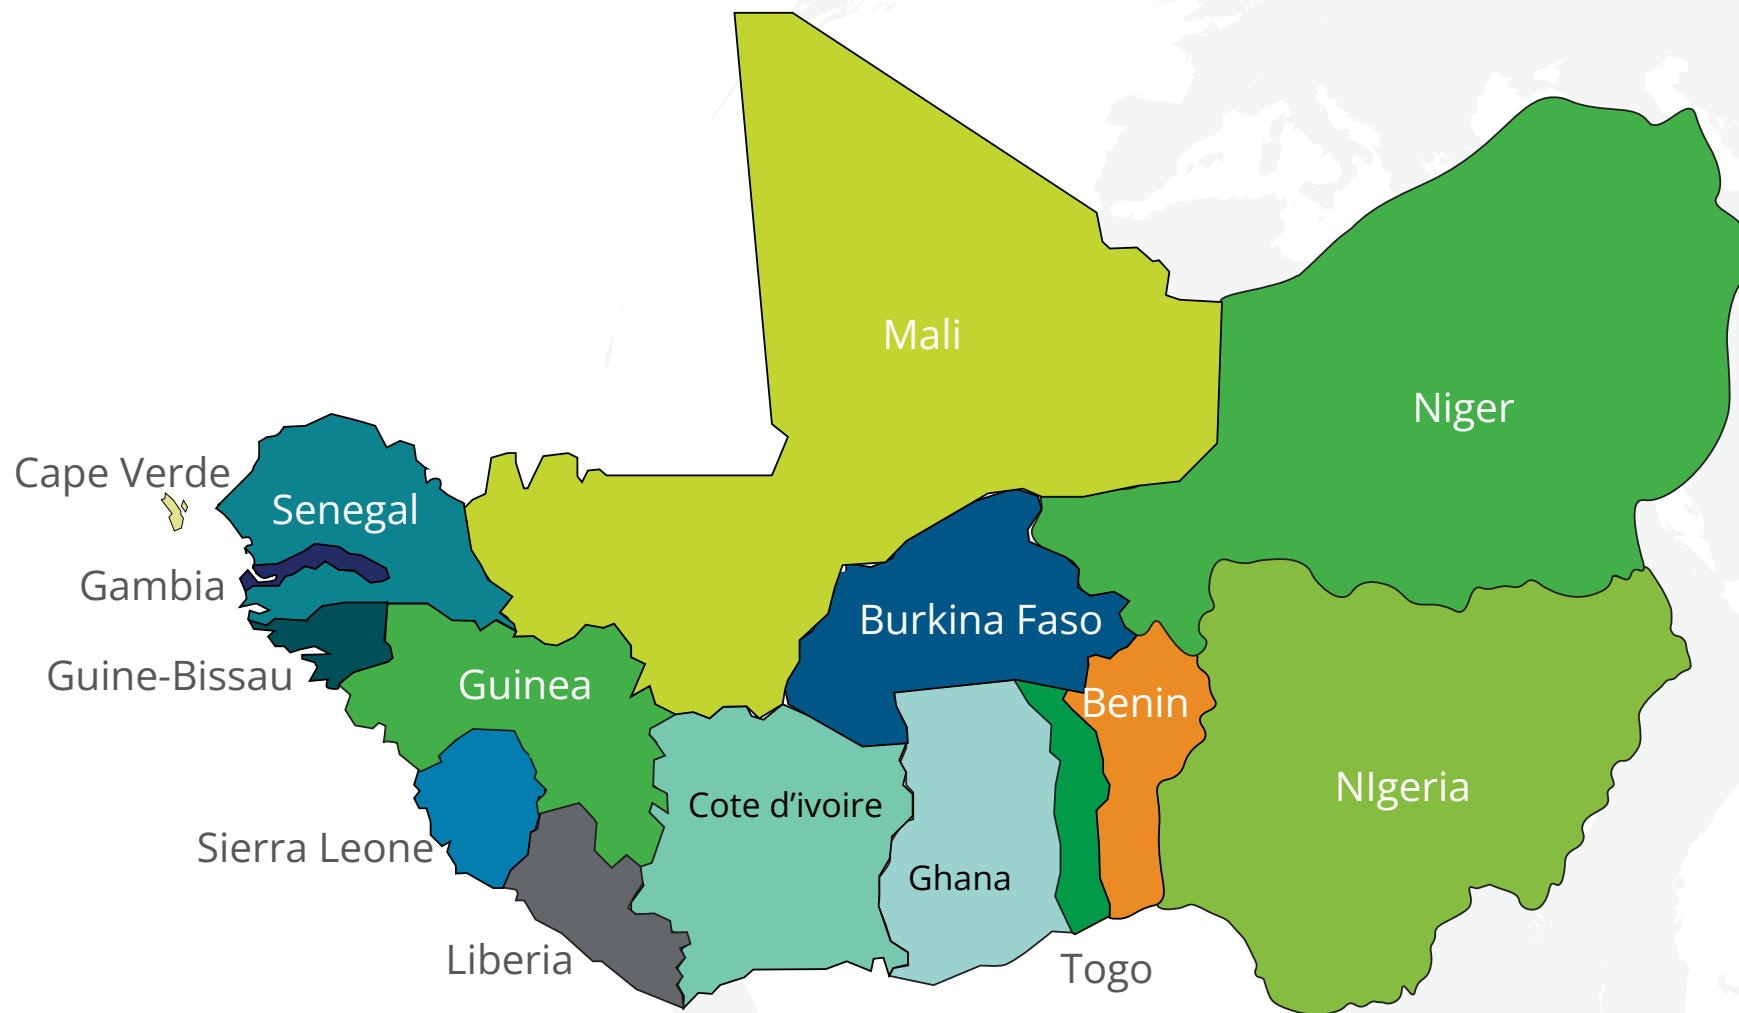 Mali
Niger
Cape Verde
Senegal
Gambia
Burkina Faso
Guine-Bissau
Guinea
Benin
NIgeria
Cote d’ivoire
Sierra Leone
Ghana
Liberia
Togo